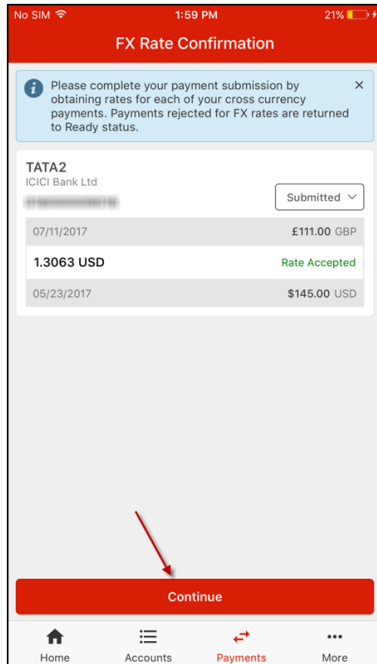 No SIM 1:59 PM 21%
FX Rate Confirmation
Please complete your payment submission by
obtaining rates for each of your cross currency
payments. Payments rejected for FX rates are returned
to Ready status.
TATA2
ICICI Bank Ltd
Submitted
07/11/2017 £111.00 GBP
1.3063 USD Rate Accepted
05/23/2017 $145.00 USD
Continue
Home Accounts Payments More